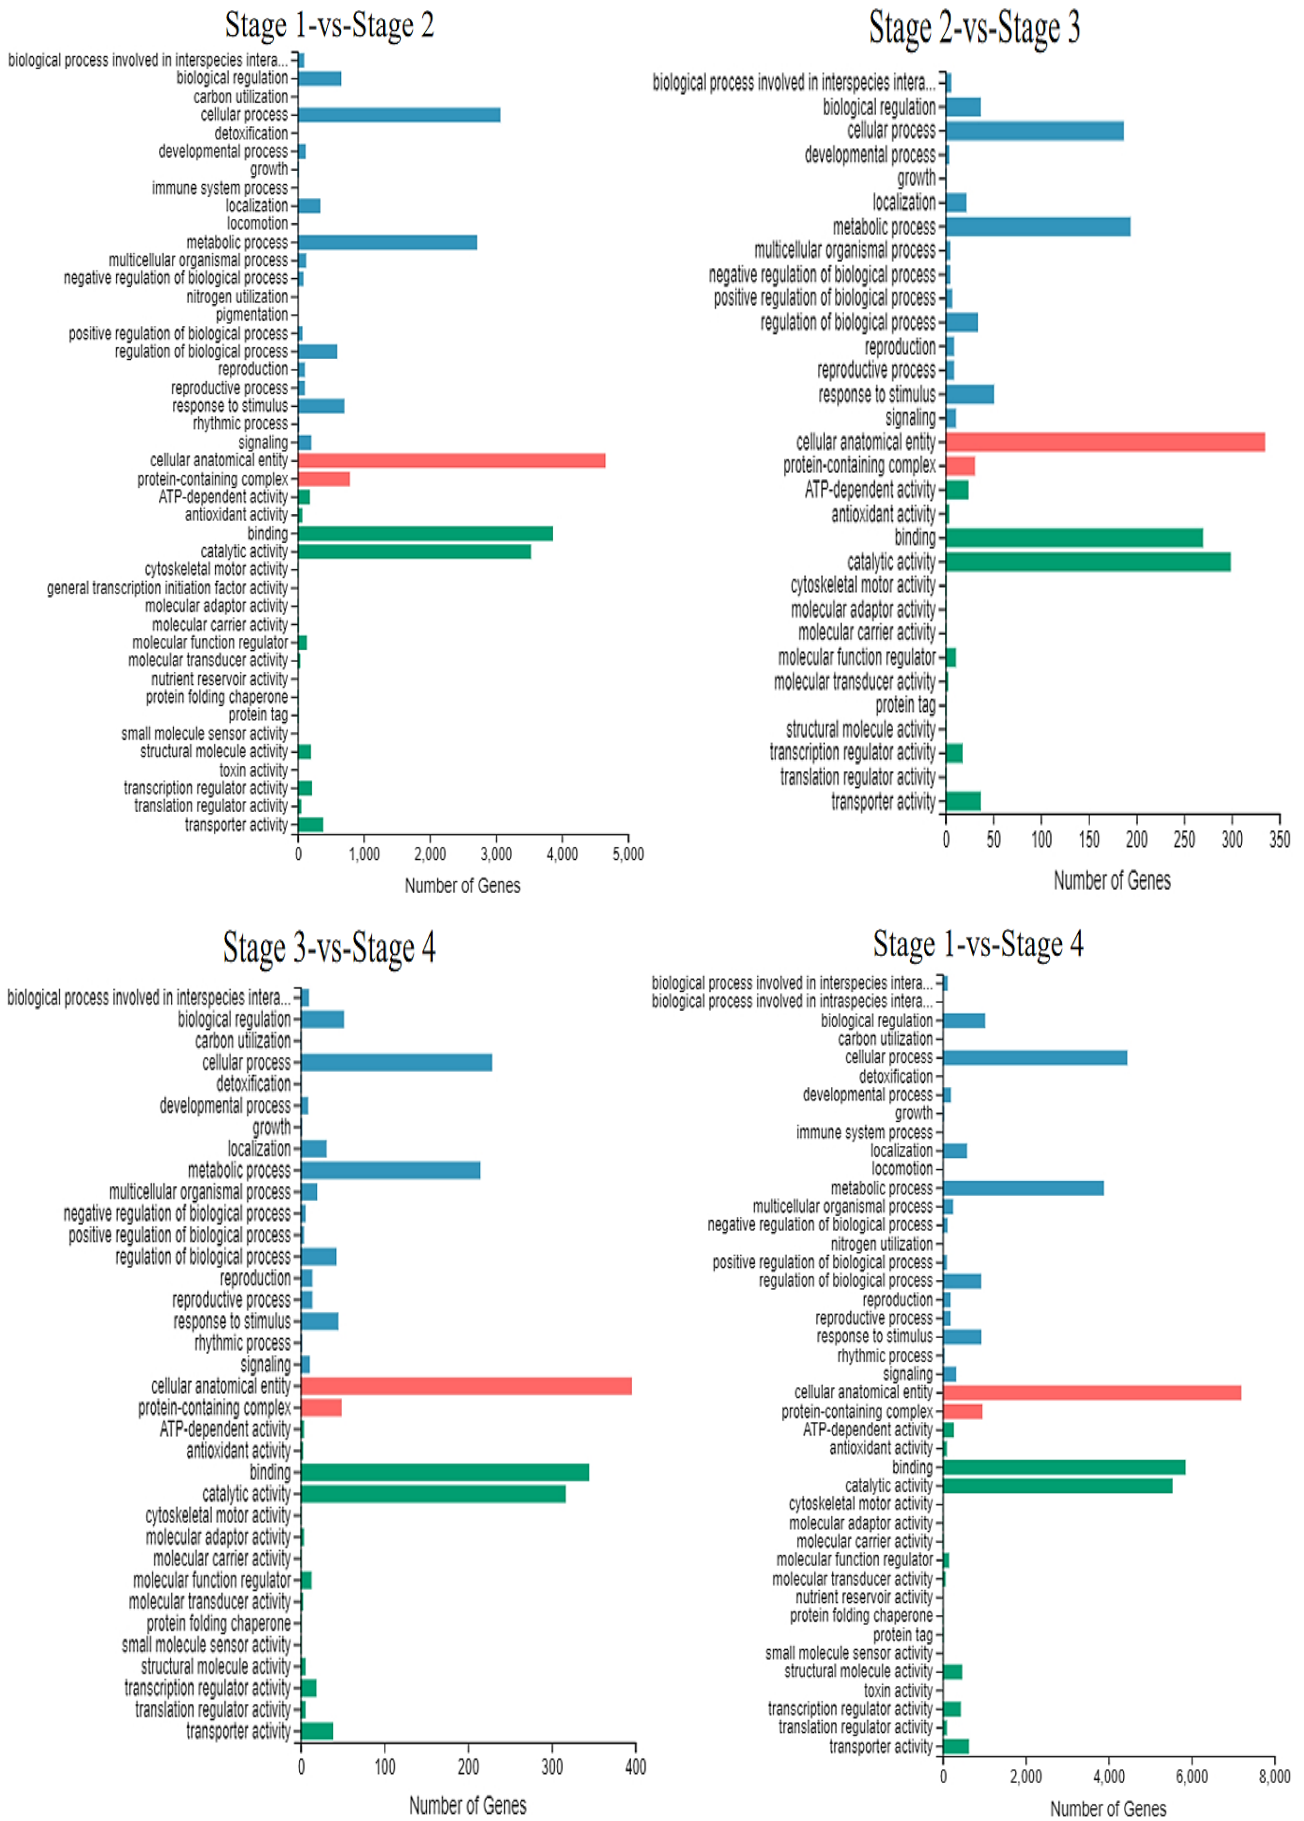 Stage 1-vs-Stage 2
biological process involved in interspecies intera...
biological regulation
carbon utilization
cellular process
detoxification
developmental process
growth
immune system process
localization
locomotion
metabolic process
multicellular organismal process
negative regulation of biological process
nitrogen utilization
pigmentation
positive regulation of biological process
regulation of biological process
reproduction
reproductive process
response to stimulus
rhythmic process
signaling
cellular anatomical entity
protein-containing complex
ATP-dependent activity
antioxidant activity
binding
catalytic activity
cytoskeletal motor activity
general transcription initiation factor activity
molecular adaptor activity
molecular carrier activity
molecular function regulator
molecular transducer activity
nutrient reservoir activity
protein folding chaperone
protein tag
small molecule sensor activity
structural molecule activity
toxin activity
transcription regulator activity
translation regulator activity
transporter activity
0 1,000 2,000 3,000 4,000 5,000
Number of Genes
Stage 2-vs-Stage 3
biological process involved in interspecies intera...
biological regulation
cellular process
developmental process
growth
localization
metabolic process
multicellular organismal process
negative regulation of biological process
positive regulation of biological process
regulation of biological process
reproduction
reproductive process
response to stimulus
signaling
cellular anatomical entity
protein-containing complex
ATP-dependent activity
antioxidant activity
binding
catalytic activity
cytoskeletal motor activity
molecular adaptor activity
molecular carrier activity
molecular function regulator
molecular transducer activity
protein tag
structural molecule activity
transcription regulator activity
translation regulator activity
transporter activity
0 50 100 150 200 250 300 350
Number of Genes
Stage 3-vs-Stage 4
biological process involved in interspecies intera...
biological regulation
carbon utilization
cellular process
detoxification
developmental process
growth
localization
metabolic process
multicellular organismal process
negative regulation of biological process
positive regulation of biological process
regulation of biological process
reproduction
reproductive process
response to stimulus
rhythmic process
signaling
cellular anatomical entity
protein-containing complex
ATP-dependent activity
antioxidant activity
binding
catalytic activity
cytoskeletal motor activity
molecular adaptor activity
molecular carrier activity
molecular function regulator
molecular transducer activity
protein folding chaperone
small molecule sensor activity
structural molecule activity
transcription regulator activity
translation regulator activity
transporter activity
0 100 200 300 400
Number of Genes
Stage 1-vs-Stage 4
biological process involved in interspecies intera...
biological process involved in intraspecies intera...
biological regulation
carbon utilization
cellular process
detoxification
developmental process
growth
immune system process
localization
locomotion
metabolic process
multicellular organismal process
negative regulation of biological process
nitrogen utilization
positive regulation of biological process
regulation of biological process
reproduction
reproductive process
response to stimulus
rhythmic process
signaling
cellular anatomical entity
protein-containing complex
ATP-dependent activity
antioxidant activity
binding
catalytic activity
cytoskeletal motor activity
molecular adaptor activity
molecular carrier activity
molecular function regulator
molecular transducer activity
nutrient reservoir activity
protein folding chaperone
protein tag
small molecule sensor activity
structural molecule activity
toxin activity
transcription regulator activity
translation regulator activity
transporter activity
0 2,000 4,000 6,000 8,000
Number of Genes